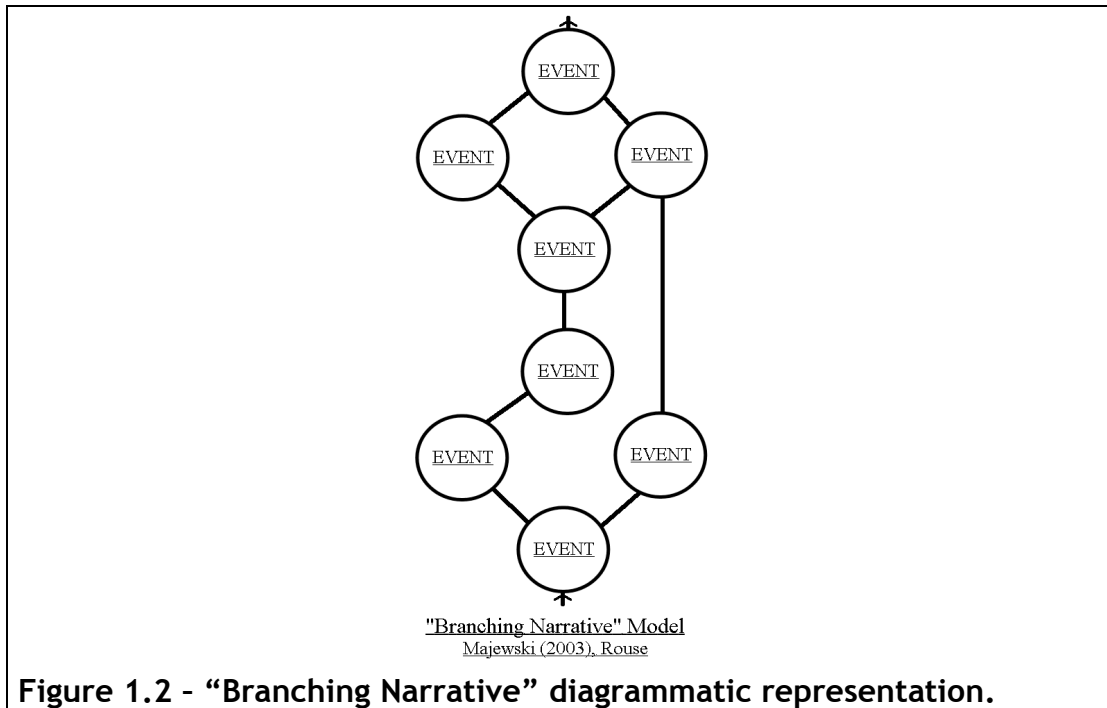 EVENT
EVENT
EVENT
EVENT
EVENT
EVENT
EVENT
EVENT
"Branching Narrative" Model
Majewski (2003), Rouse
Figure 1.2 – “Branching Narrative” diagrammatic representation.